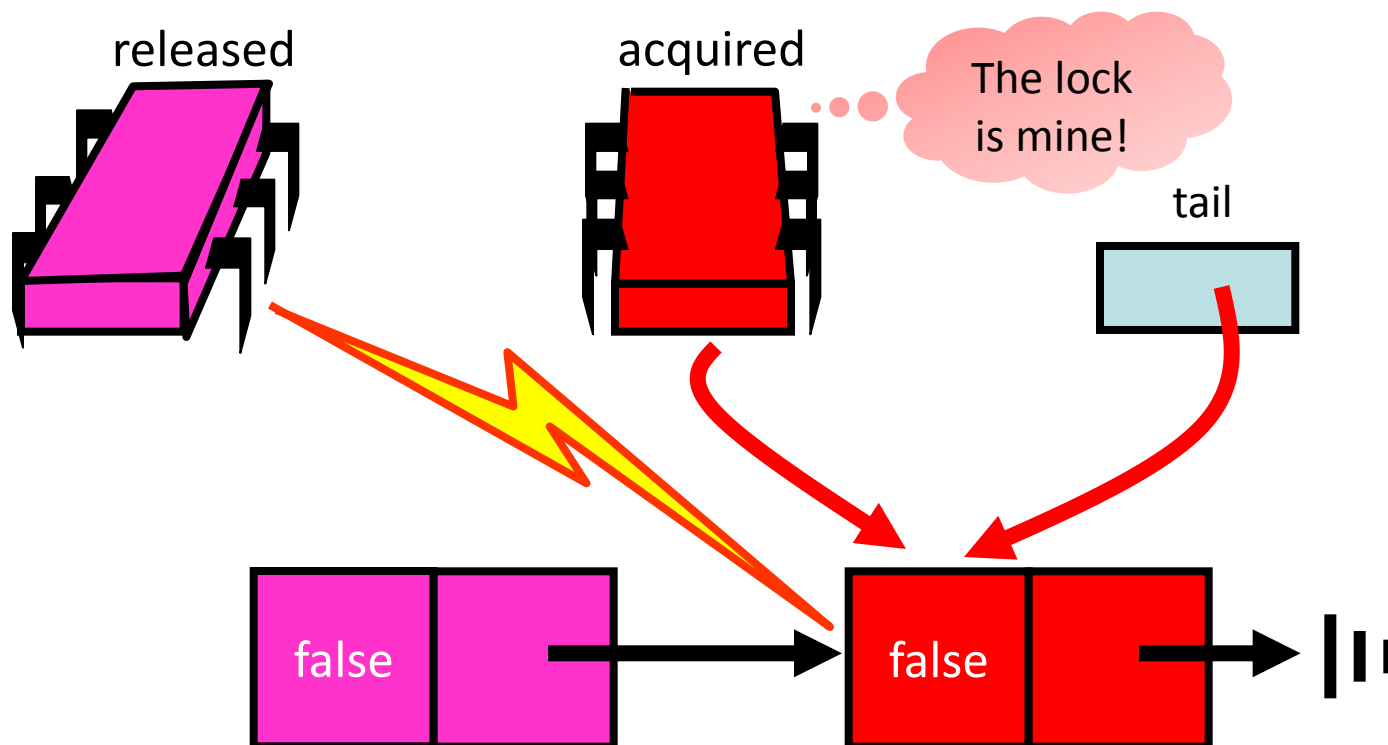 released
acquired
The lock
is mine!
tail
false
false